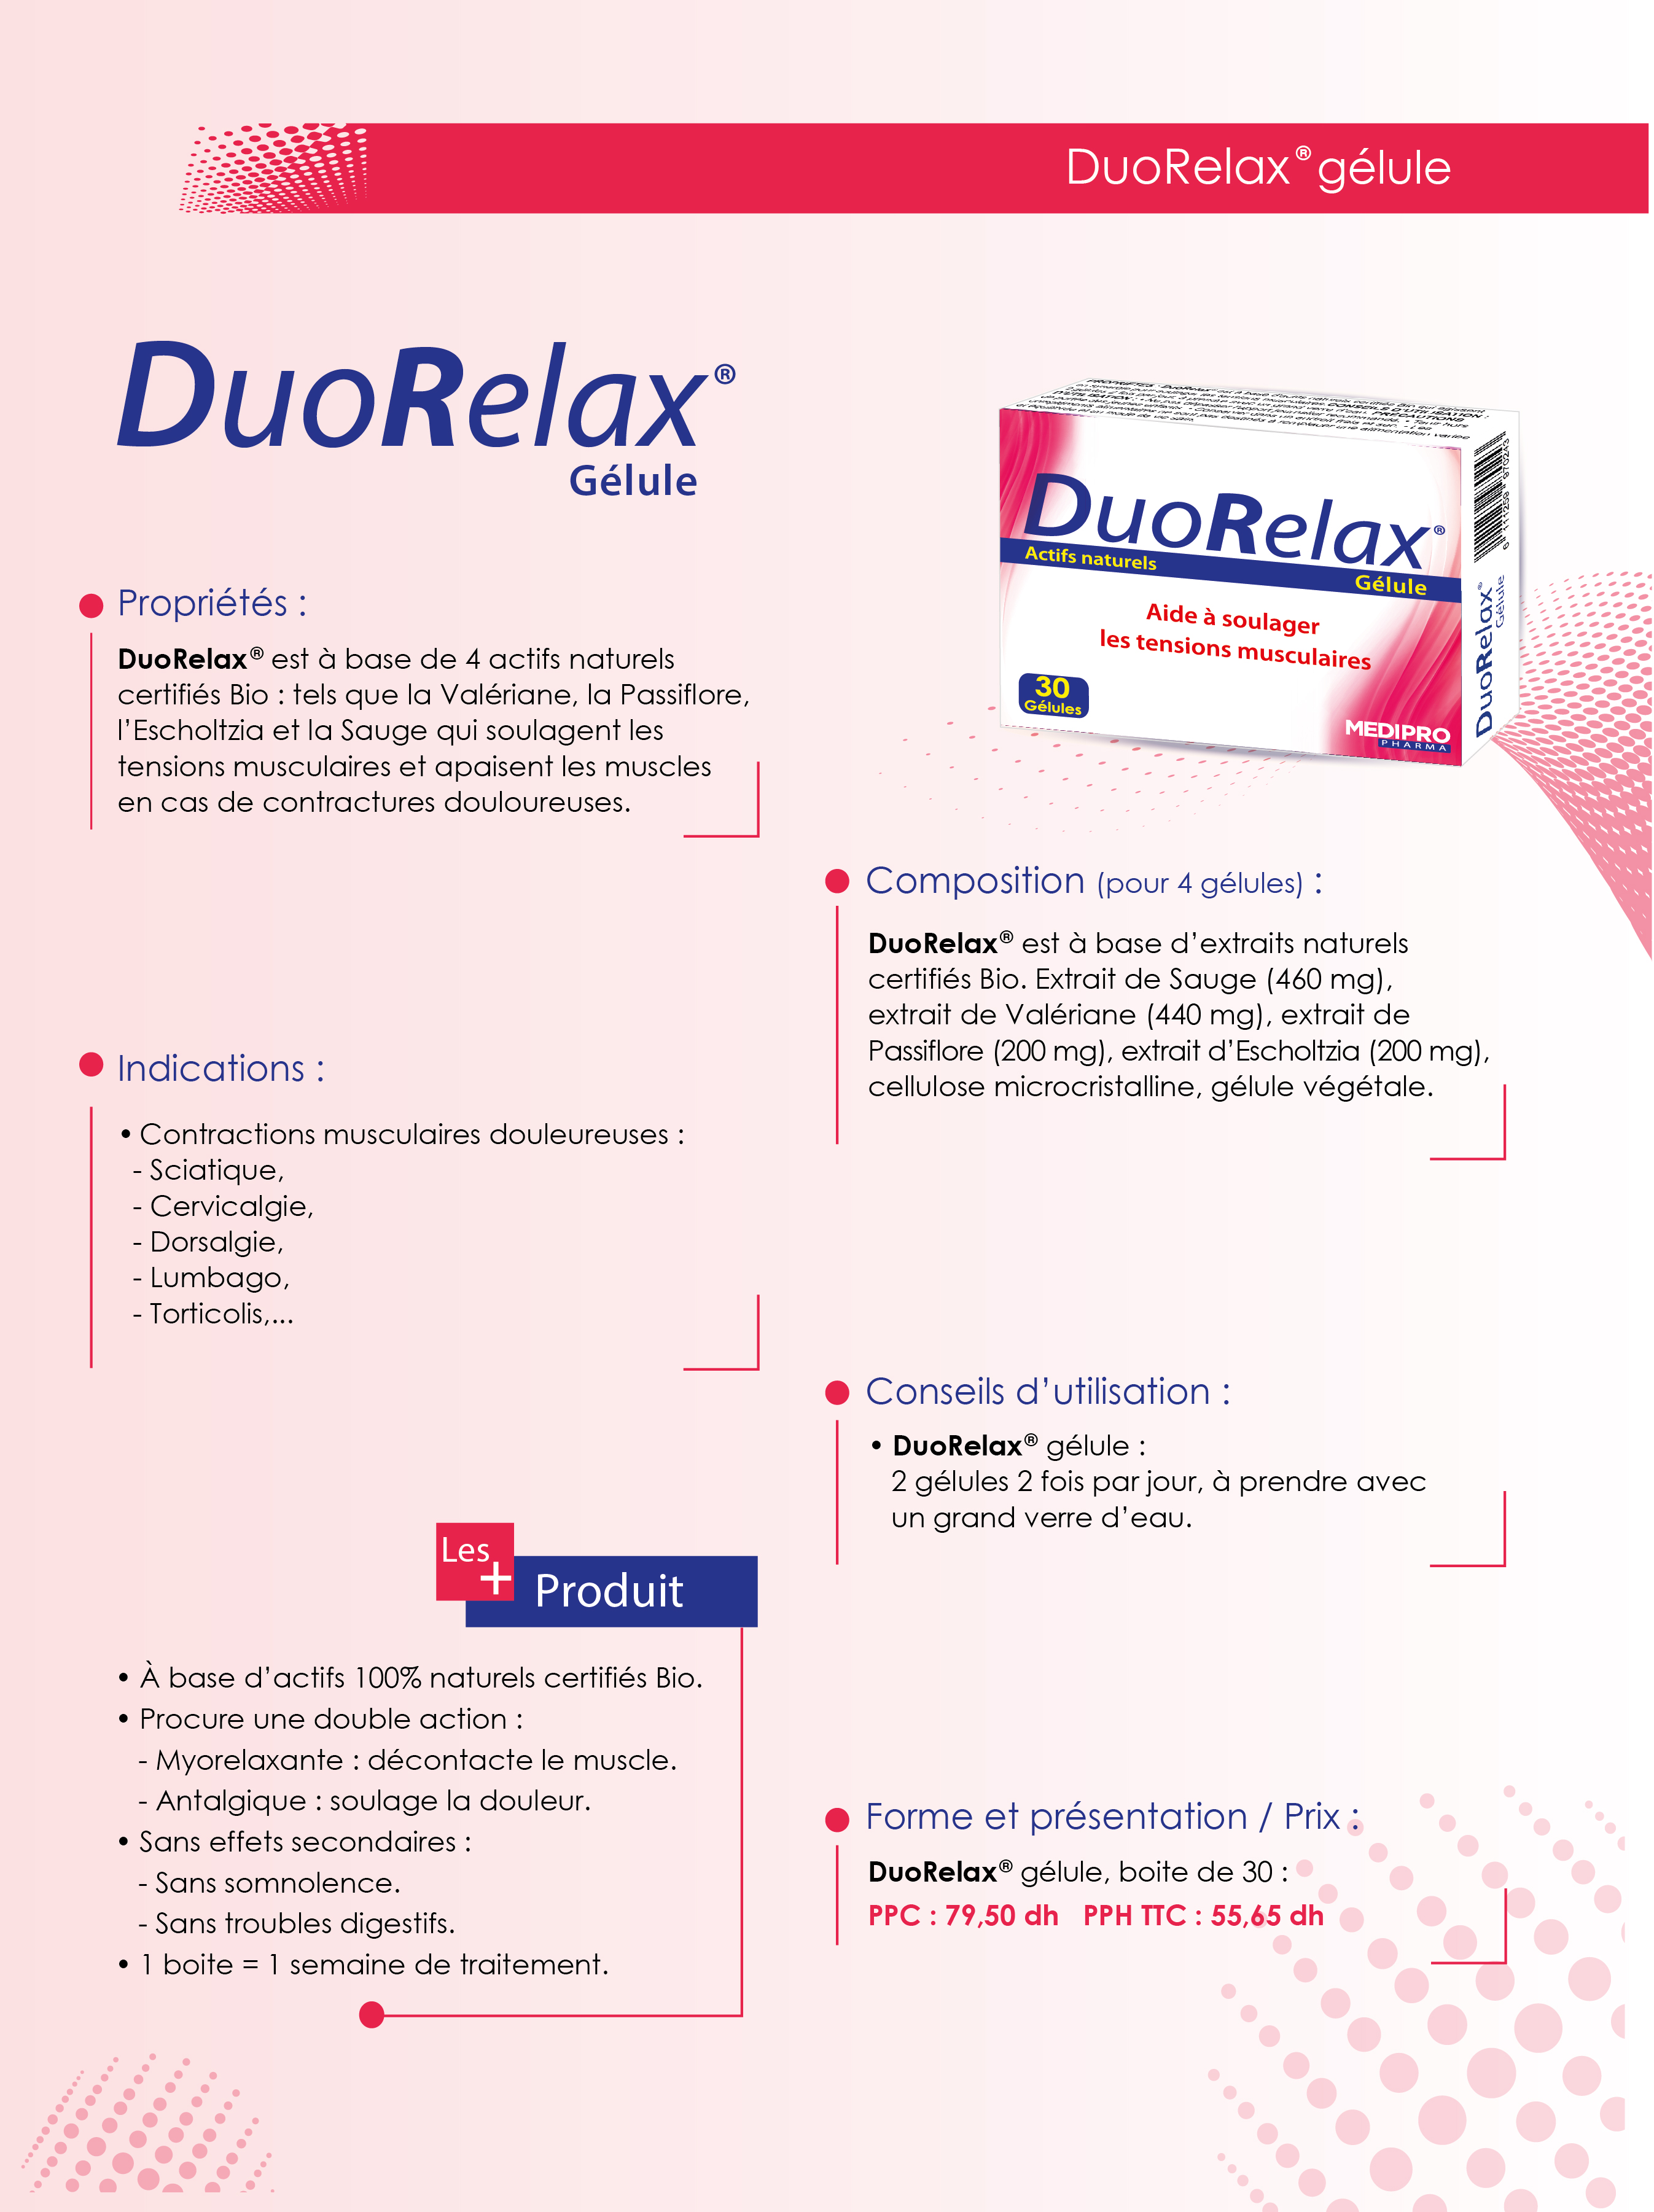 DuoRelax® gélule
DuoRelax®
Gélule
DuoRelax®
Actifs naturels
Gélule
Aide à soulager
les tensions musculaires
30
Gélules
MEDIPRO
PHARMA
DuoRelax®
Gélule
6 111259 970243
Propriétés :
DuoRelax® est à base de 4 actifs naturels
certifiés Bio : tels que la Valériane, la Passiflore,
l’Escholtzia et la Sauge qui soulagent les
tensions musculaires et apaisent les muscles
en cas de contractures douloureuses.
Composition (pour 4 gélules) :
DuoRelax® est à base d’extraits naturels
certifiés Bio. Extrait de Sauge (460 mg),
extrait de Valériane (440 mg), extrait de
Passiflore (200 mg), extrait d’Escholtzia (200 mg),
cellulose microcristalline, gélule végétale.
Indications :
• Contractions musculaires douleureuses :
- Sciatique,
- Cervicalgie,
- Dorsalgie,
- Lumbago,
- Torticolis,...
Conseils d’utilisation :
• DuoRelax® gélule :
2 gélules 2 fois par jour, à prendre avec
un grand verre d’eau.
Les +
Produit
• À base d’actifs 100% naturels certifiés Bio.
• Procure une double action :
- Myorelaxante : décontacte le muscle.
- Antalgique : soulage la douleur.
• Sans effets secondaires :
- Sans somnolence.
- Sans troubles digestifs.
• 1 boite = 1 semaine de traitement.
Forme et présentation / Prix :
DuoRelax® gélule, boite de 30 :
PPC : 79,50 dh PPH TTC : 55,65 dh